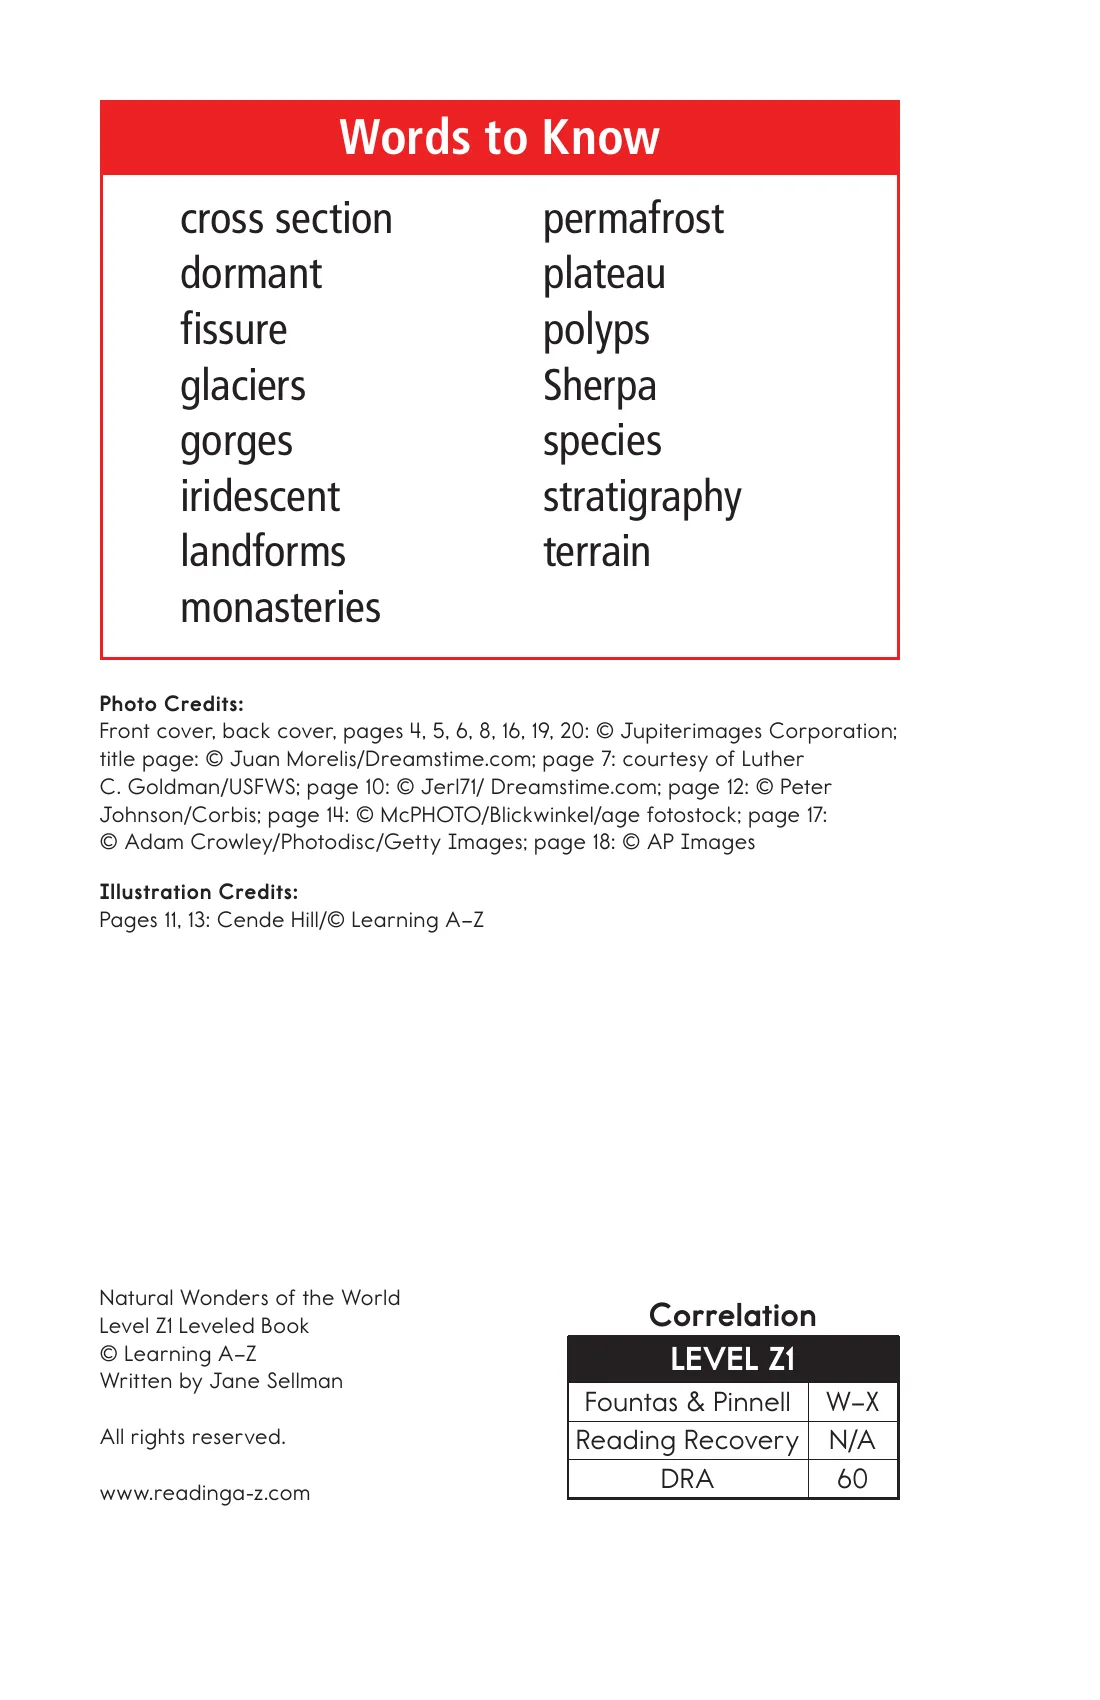 Words to Know
cross section
dormant
fissure
glaciers
gorges
iridescent
landforms
monasteries
permafrost
plateau
polyps
Sherpa
species
stratigraphy
terrain
Photo Credits:
Front cover, back cover, pages 4, 5, 6, 8, 16, 19, 20: © Jupiterimages Corporation;
title page: © Juan Morelis/Dreamstime.com; page 7: courtesy of Luther
C. Goldman/USFWS; page 10: © Jerl71/ Dreamstime.com; page 12: © Peter
Johnson/Corbis; page 14: © McPHOTO/Blickwinkel/age fotostock; page 17:
© Adam Crowley/Photodisc/Getty Images; page 18: © AP Images
Illustration Credits:
Pages 11, 13: Cende Hill/© Learning A–Z
Natural Wonders of the World
Level Z1 Leveled Book
© Learning A–Z
Written by Jane Sellman
All rights reserved.
www.readinga-z.com
Correlation
LEVEL Z1
Fountas & Pinnell W–X
Reading Recovery N/A
DRA 60